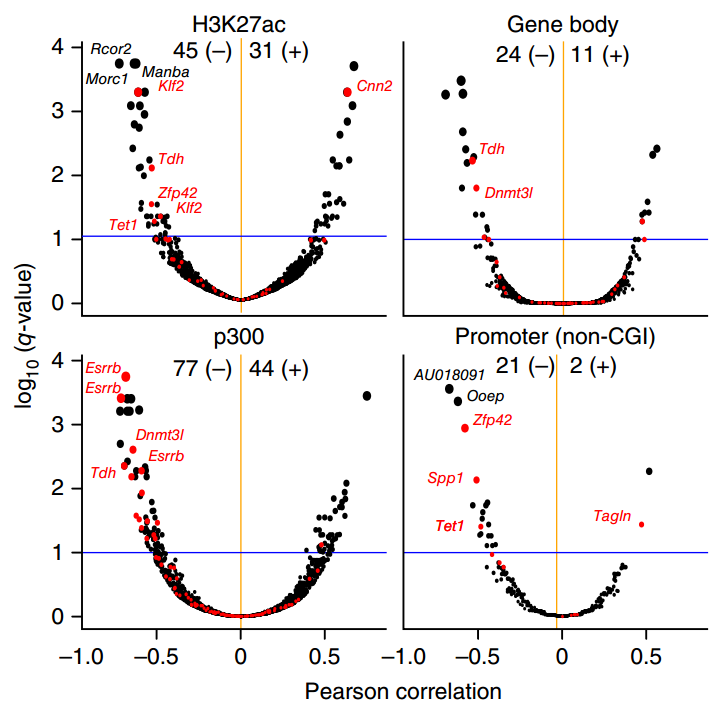 H3K27ac
45 (–) 31 (+)
Rcor2
Morc1
Manba
Klf2
Cnn2
Tdh
Zfp42
Klf2
Tet1
4
3
2
1
0
Gene body
24 (–) 11 (+)
Tdh
Dnmt3l
p300
77 (–) 44 (+)
Esrrb
Esrrb
Dnmt3l
Esrrb
Tdh
4
3
2
1
0
–1.0 –0.5 0 0.5
Promoter (non-CGI)
21 (–) 2 (+)
AU018091
Ooep
Zfp42
Spp1
Tet1
Tagln
–1.0 –0.5 0 0.5
log10 (q-value)
Pearson correlation